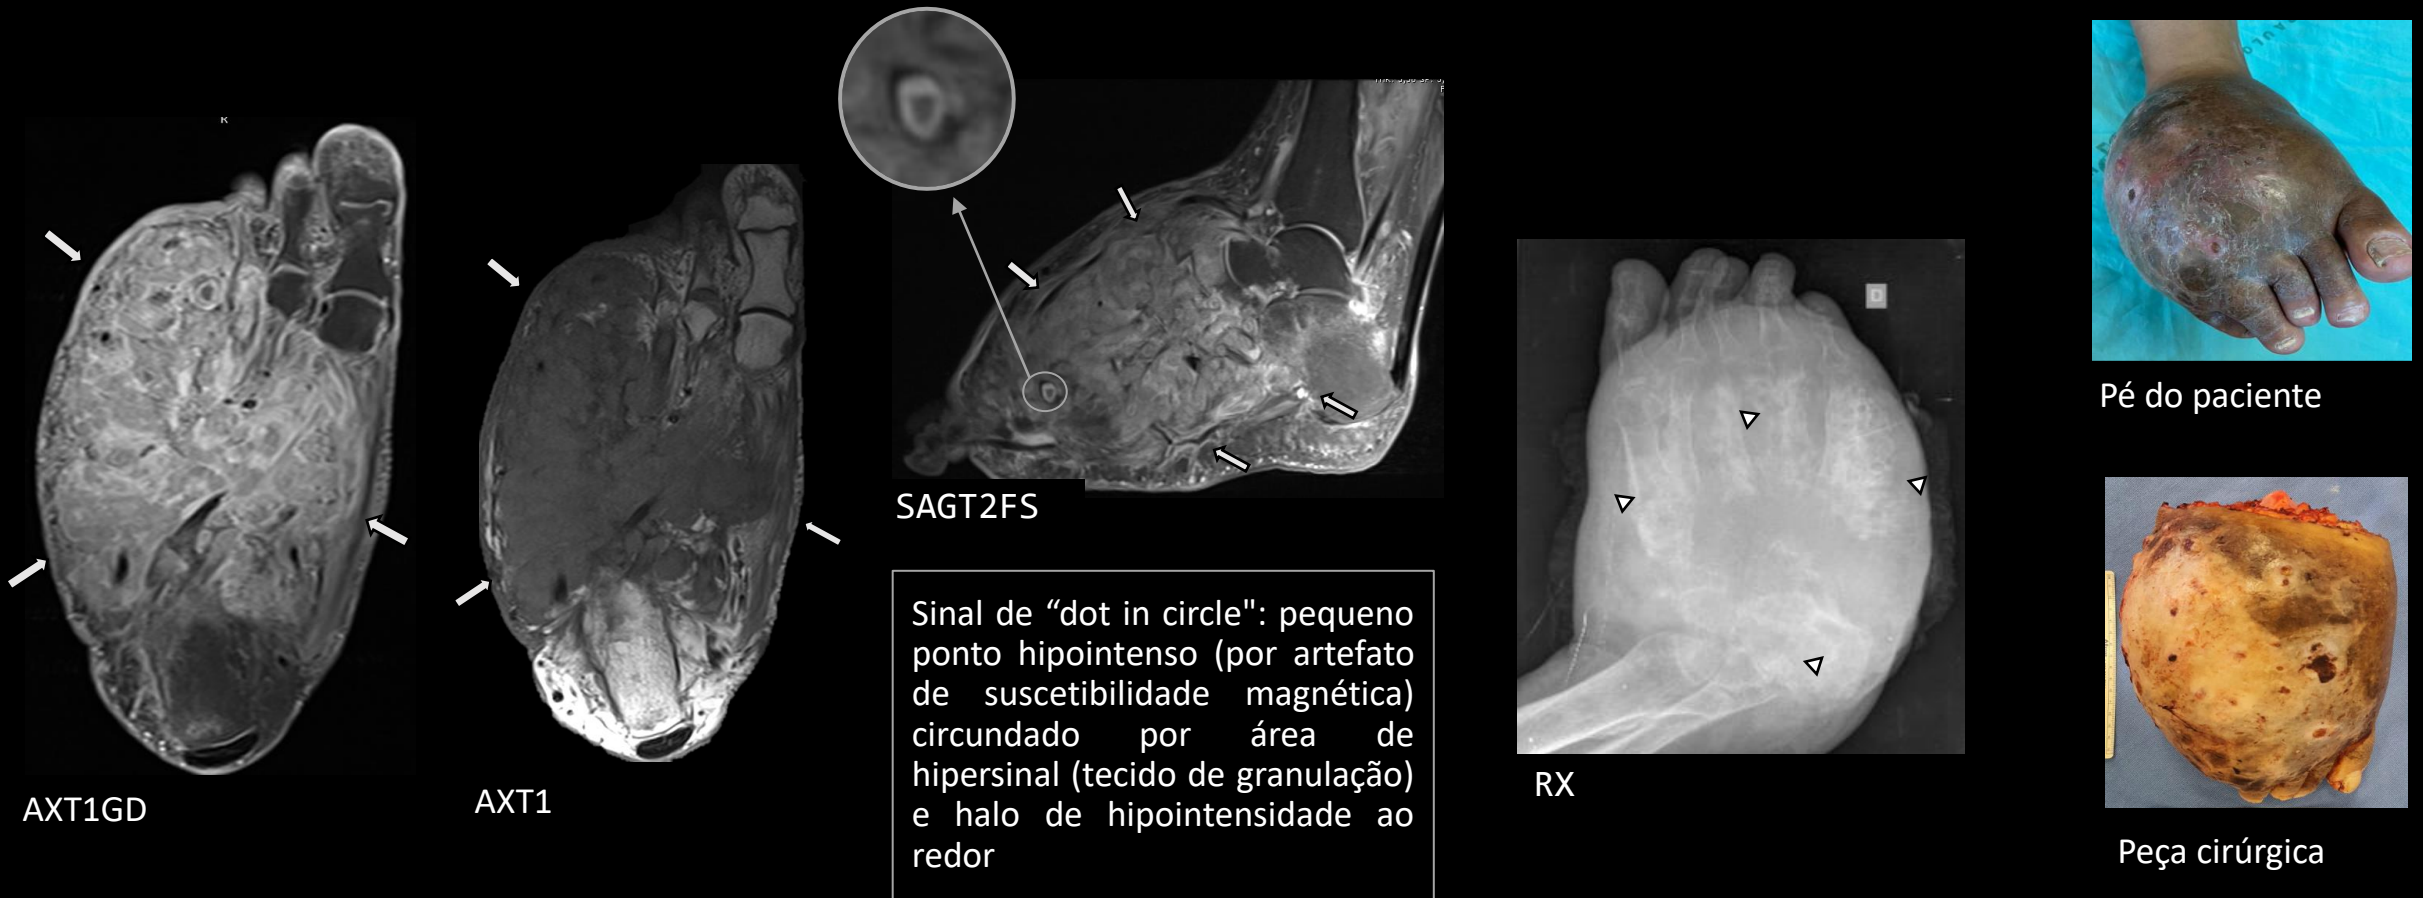 R
AXT1GD
AXT1
SAGT2FS
Sinal de “dot in circle": pequeno
ponto hipointenso (por artefato
de suscetibilidade magnética)
circundado por área de
hipersinal (tecido de granulação)
e halo de hipointensidade ao
redor
D
RX
Pé do paciente
Peça cirúrgica